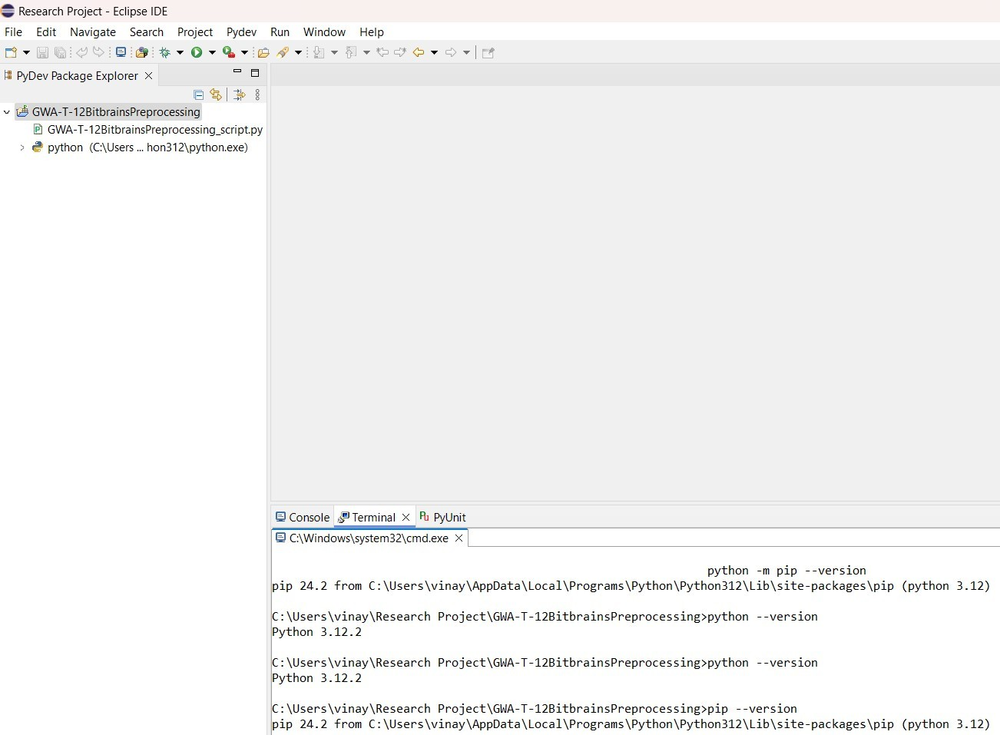 Research Project - Eclipse IDE
File Edit Navigate Search Project Pydev Run Window Help
PyDev Package Explorer
GWA-T-12BitbrainsPreprocessing
GWA-T-12BitbrainsPreprocessing_script.py
python (C:\Users ... hon312\python.exe)
Console Terminal PyUnit
C:\Windows\system32\cmd.exe
python -m pip --version
pip 24.2 from C:\Users\vinay\AppData\Local\Programs\Python\Python312\Lib\site-packages\pip (python 3.12)
C:\Users\vinay\Research Project\GWA-T-12BitbrainsPreprocessing>python --version
Python 3.12.2
C:\Users\vinay\Research Project\GWA-T-12BitbrainsPreprocessing>python --version
Python 3.12.2
C:\Users\vinay\Research Project\GWA-T-12BitbrainsPreprocessing>pip --version
pip 24.2 from C:\Users\vinay\AppData\Local\Programs\Python\Python312\Lib\site-packages\pip (python 3.12)